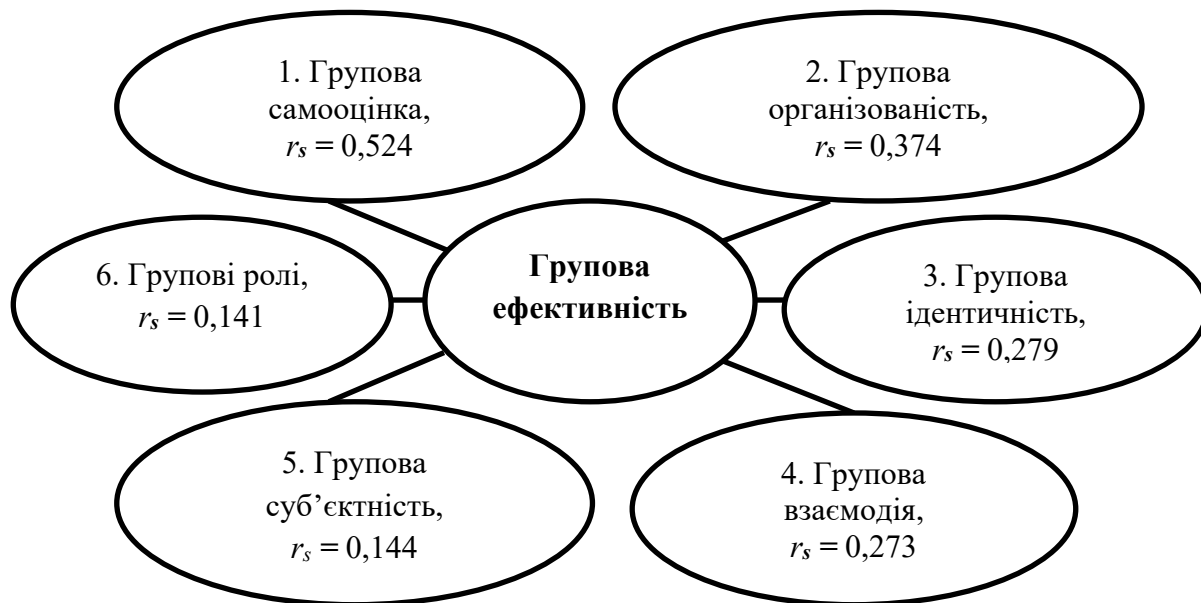 1. Групова
самооцінка,
rs = 0,524
2. Групова
організованість,
rs = 0,374
6. Групові ролі,
rs = 0,141
Групова
ефективність
3. Групова
ідентичність,
rs = 0,279
5. Групова
суб’єктність,
rs = 0,144
4. Групова
взаємодія,
rs = 0,273